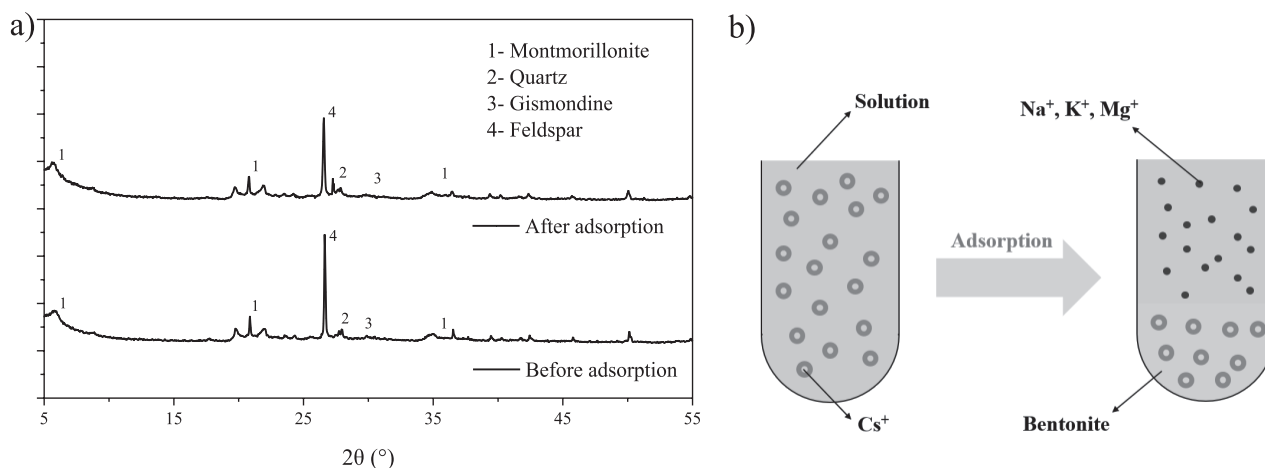 a)
1- Montmorillonite
2- Quartz
3- Gismondine
4- Feldspar
4
1
1
2
3
1
After adsorption
4
1
1
2
3
1
Before adsorption
5 15 25 35 45 55
2θ (°)
b)
Solution
Na⁺, K⁺, Mg⁺
Adsorption
Cs⁺
Bentonite